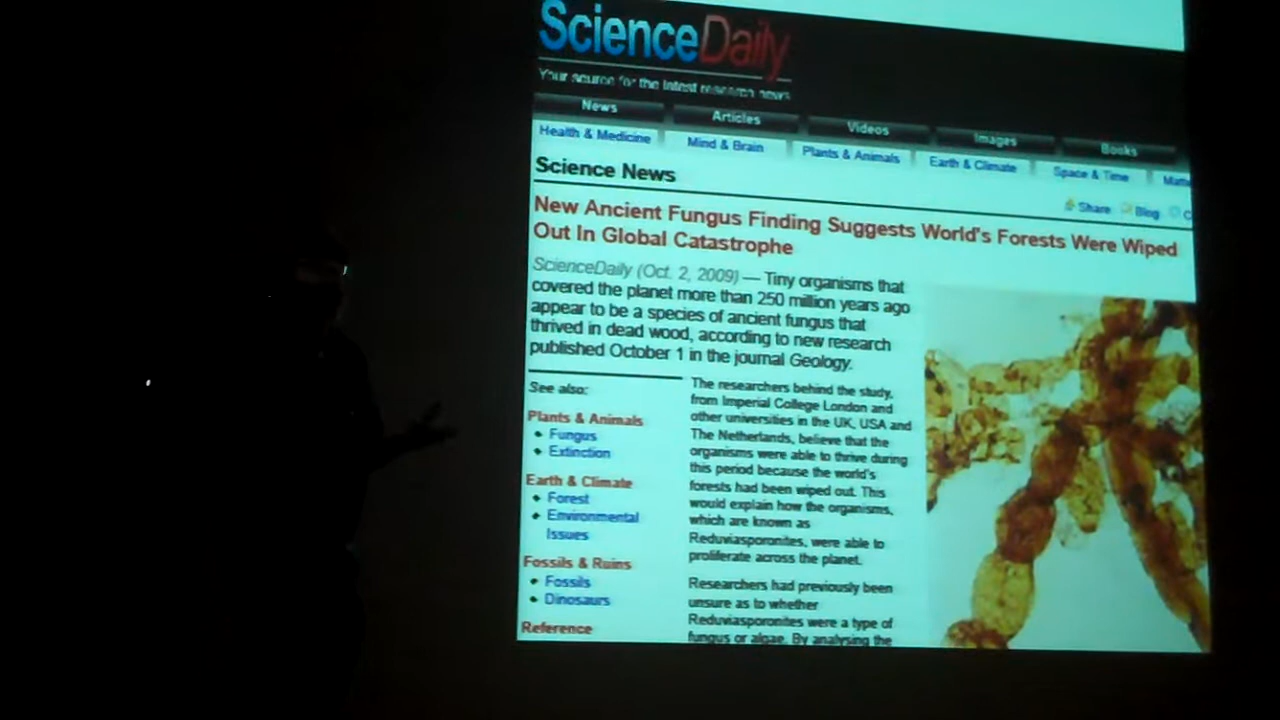 ScienceDaily
Your source for the latest research news
News Articles Videos Images Books
Health & Medicine Mind & Brain Plants & Animals Earth & Climate Space & Time
Science News
Share Blog
New Ancient Fungus Finding Suggests World's Forests Were Wiped
Out In Global Catastrophe
ScienceDaily (Oct. 2, 2009) — Tiny organisms that
covered the planet more than 250 million years ago
appear to be a species of ancient fungus that
thrived in dead wood, according to new research
published October 1 in the journal Geology.
See also:
Plants & Animals
Fungus
Extinction
Earth & Climate
Forest
Environmental
Issues
Fossils & Ruins
Fossils
Dinosaurs
Reference
The researchers behind the study,
from Imperial College London and
other universities in the UK, USA and
The Netherlands, believe that the
organisms were able to thrive during
this period because the world's
forests had been wiped out. This
would explain how the organisms,
which are known as
Reduviasporonites, were able to
proliferate across the planet.
Researchers had previously been
unsure as to whether
Reduviasporonites were a type of
fungus or algae. By analysing the